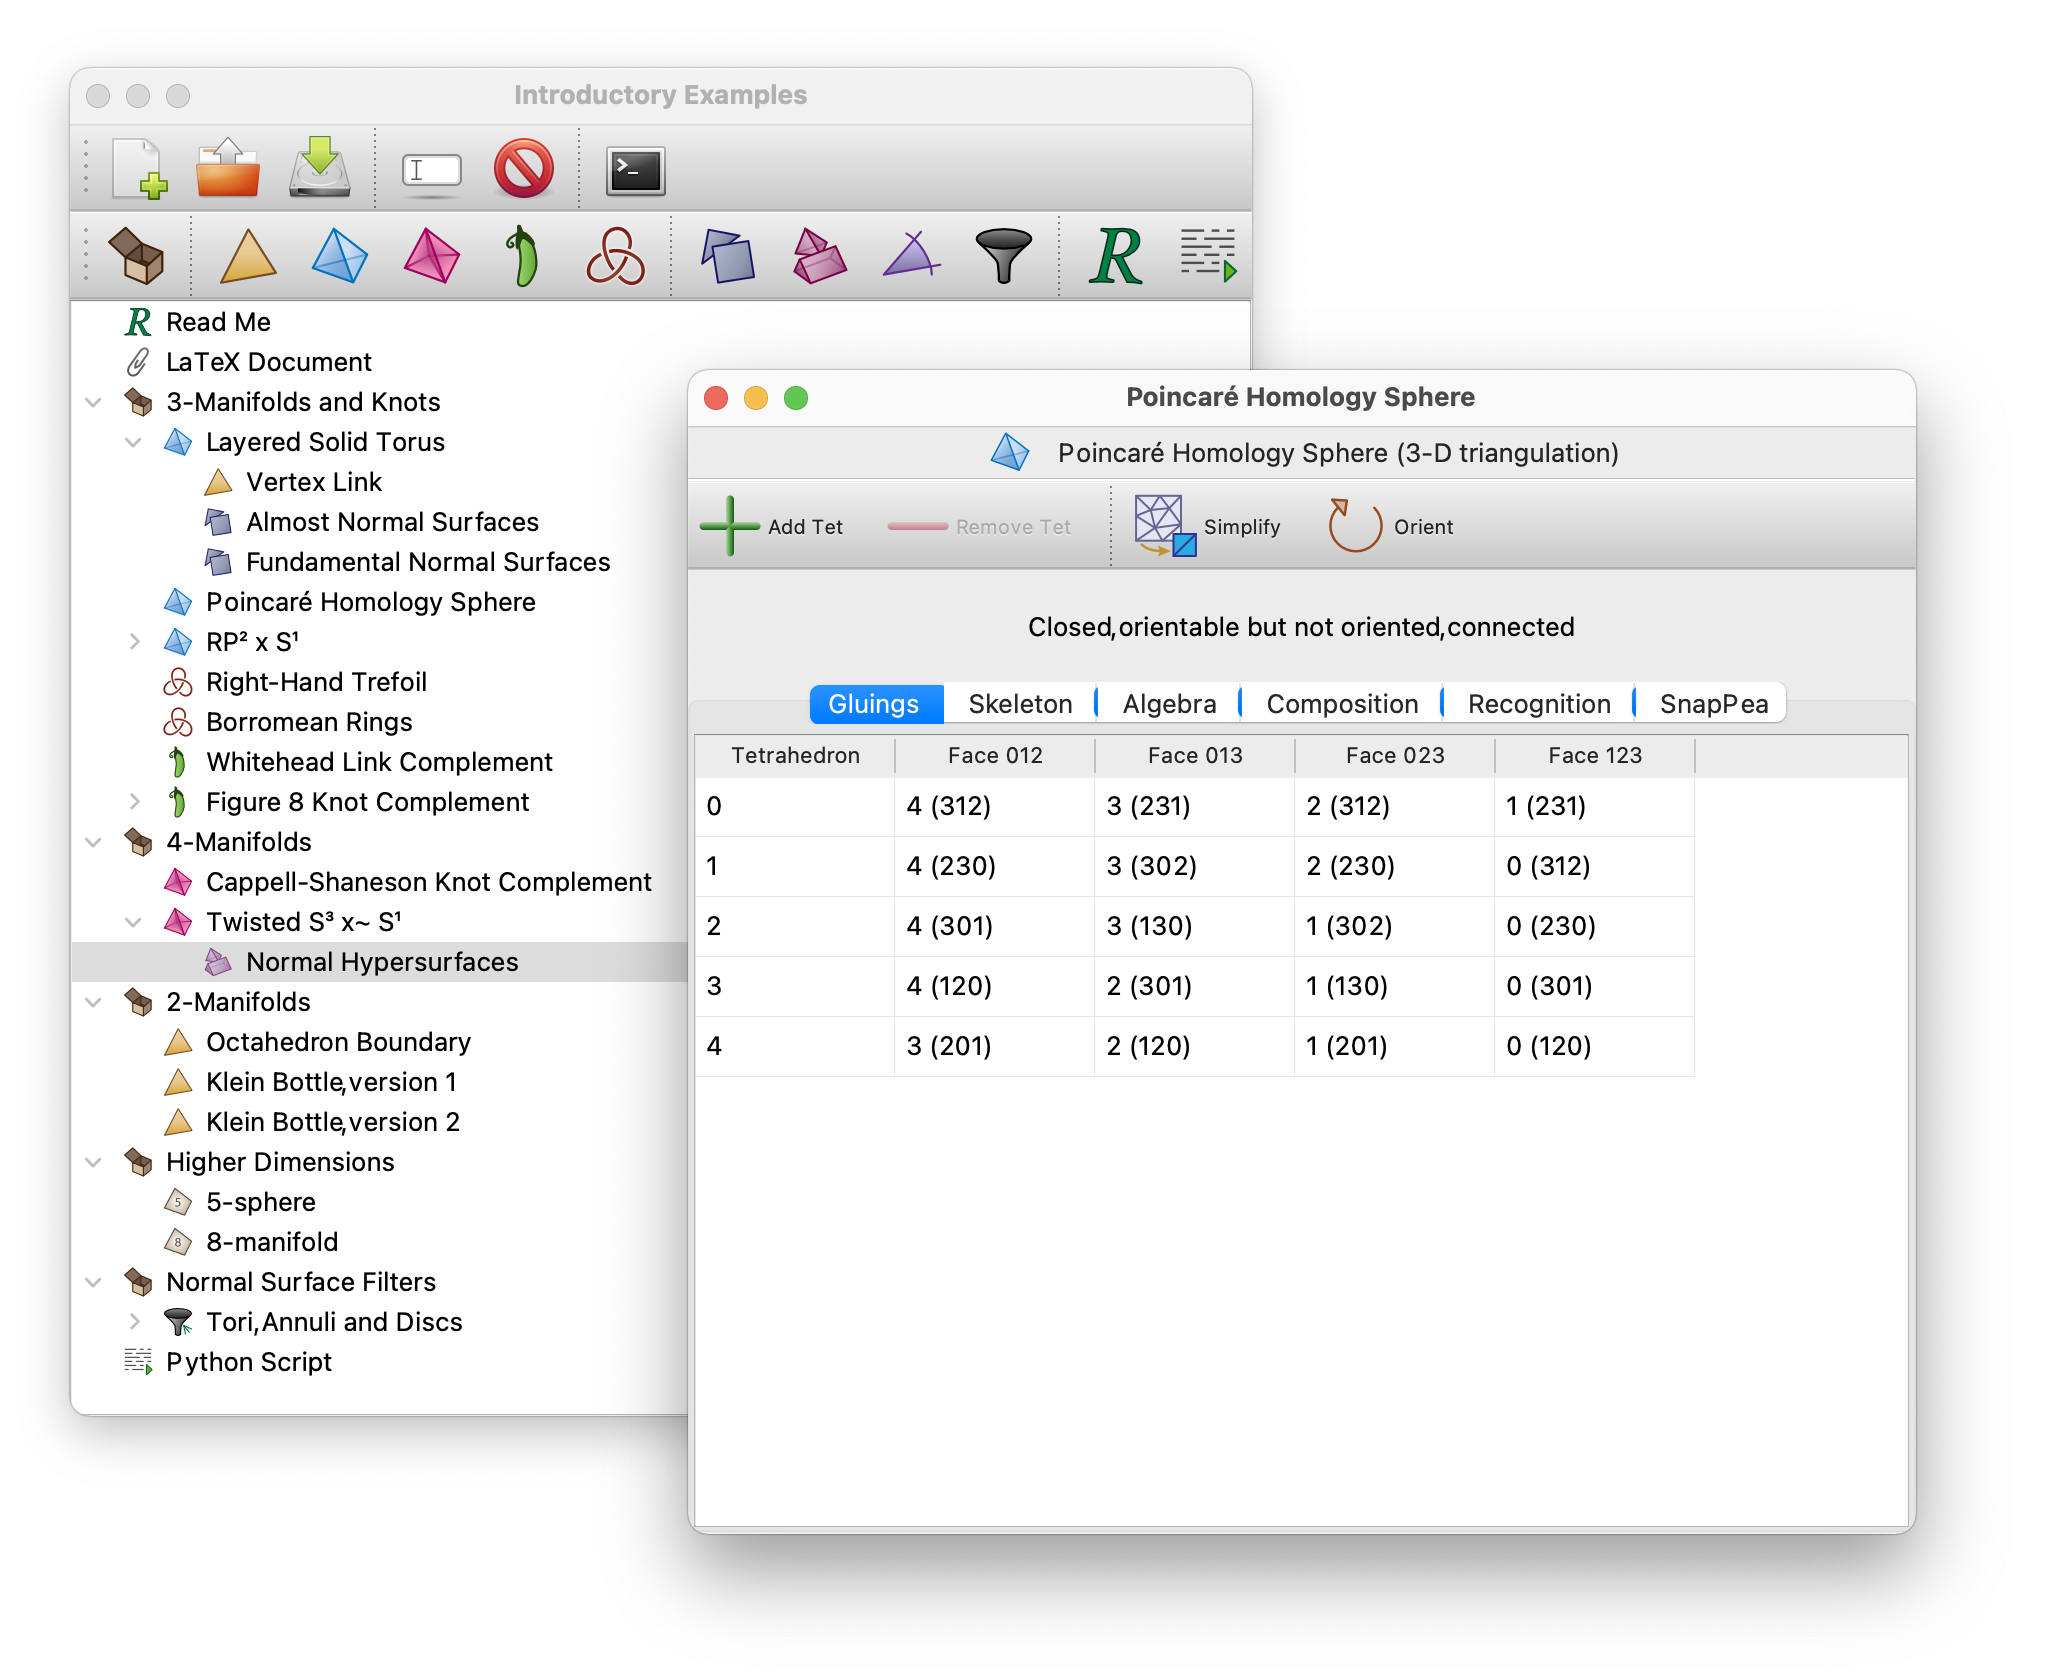 Introductory Examples
R
Read Me
LaTeX Document
3-Manifolds and Knots
Layered Solid Torus
Vertex Link
Almost Normal Surfaces
Fundamental Normal Surfaces
Poincaré Homology Sphere
RP² x S¹
Right-Hand Trefoil
Borromean Rings
Whitehead Link Complement
Figure 8 Knot Complement
4-Manifolds
Cappell-Shaneson Knot Complement
Twisted S³ x~ S¹
Normal Hypersurfaces
2-Manifolds
Octahedron Boundary
Klein Bottle, version 1
Klein Bottle, version 2
Higher Dimensions
5 5-sphere
8 8-manifold
Normal Surface Filters
Tori, Annuli and Discs
Python Script
Poincaré Homology Sphere
Poincaré Homology Sphere (3-D triangulation)
Add Tet Remove Tet Simplify Orient
Closed, orientable but not oriented, connected
Gluings Skeleton Algebra Composition Recognition SnapPea
Tetrahedron Face 012 Face 013 Face 023 Face 123
0 4 (312) 3 (231) 2 (312) 1 (231)
1 4 (230) 3 (302) 2 (230) 0 (312)
2 4 (301) 3 (130) 1 (302) 0 (230)
3 4 (120) 2 (301) 1 (130) 0 (301)
4 3 (201) 2 (120) 1 (201) 0 (120)